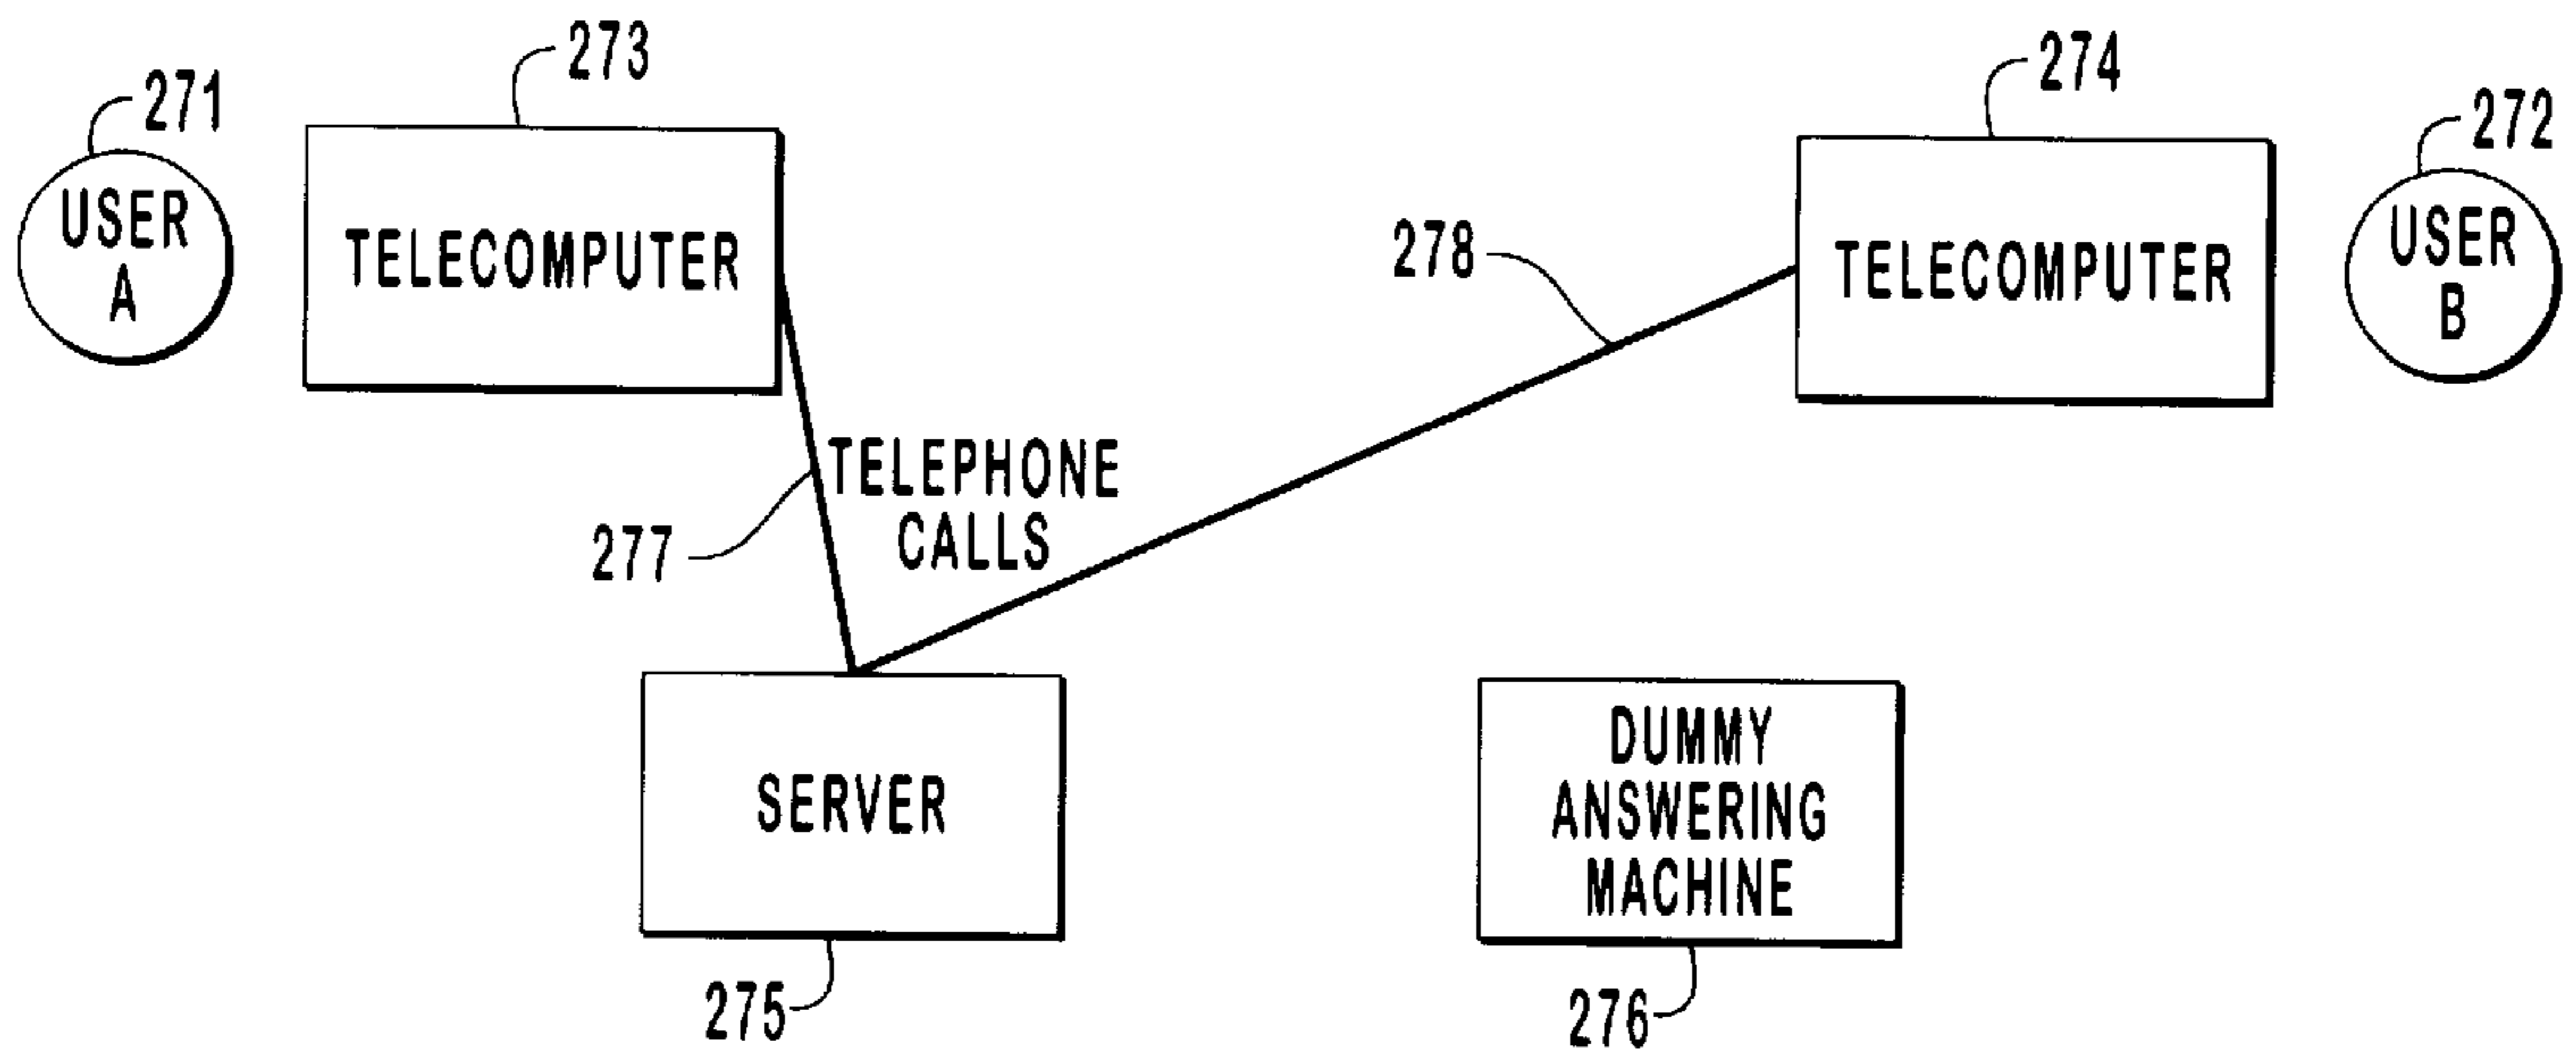 273
274
271
272
USER
A
TELECOMPUTER
278
TELECOMPUTER
USER
B
TELEPHONE
CALLS
277
SERVER
DUMMY
ANSWERING
MACHINE
275
276